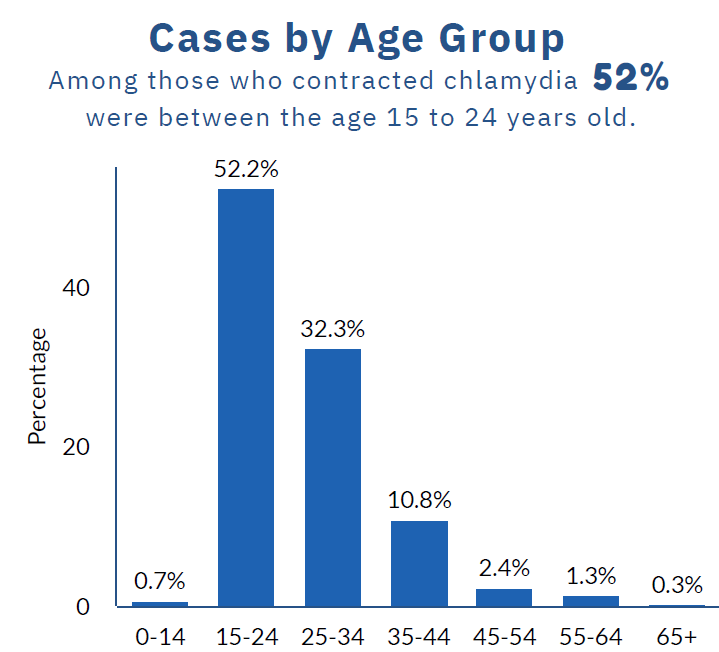 Cases by Age Group
Among those who contracted chlamydia 52%
were between the age 15 to 24 years old.
52.2%
40
32.3%
Percentage
20
10.8%
2.4%
1.3%
0.7%
0.3%
0
0-14 15-24 25-34 35-44 45-54 55-64 65+